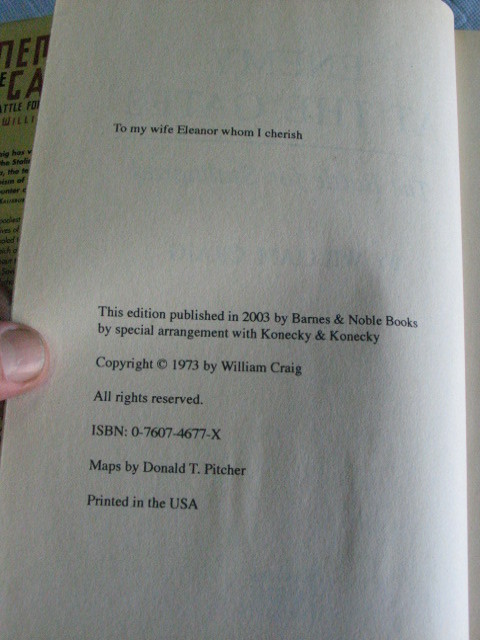 To my wife Eleanor whom I cherish
This edition published in 2003 by Barnes & Noble Books
by special arrangement with Konecky & Konecky
Copyright © 1973 by William Craig
All rights reserved.
ISBN: 0-7607-4677-X
Maps by Donald T. Pitcher
Printed in the USA